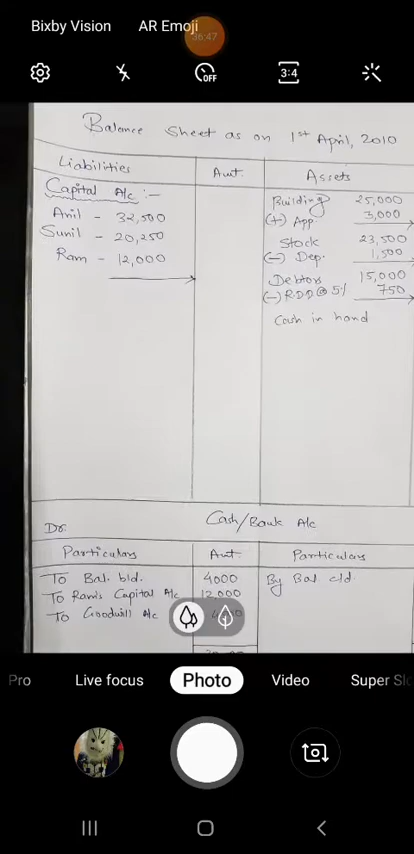 Bixby Vision AR Emoji
36:47
OFF 3:4
Balance Sheet as on 1st April, 2010
Liabilities Amt. Assets
Capital A/c :-
Anil - 32,500
Sunil - 20,250
Ram - 12,000
Building 25,000
(+) App. 3,000
Stock 23,500
(-) Dep. 1,500
Debtors 15,000
(-) R.D.D @ 5% 750
Cash in hand
Cash/Bank A/c
Dr.
Particulars Amt. Particulars
To Bal. b/d. 4000 By Bal c/d
To Ram's Capital A/c 12,000
To Goodwill A/c
Pro Live focus Photo Video Super Sl